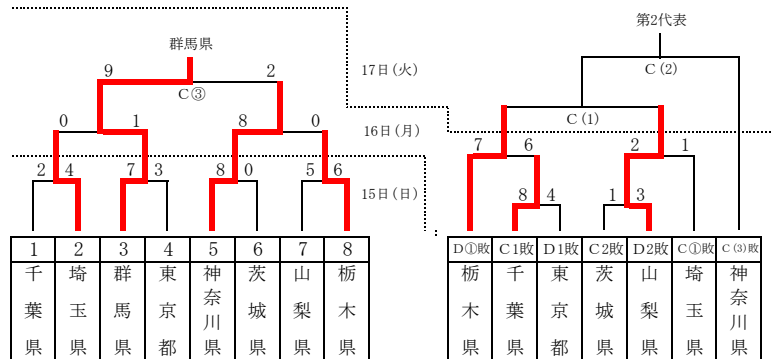 第2代表
群馬県
9
2
17日(火)
C(2)
C③
0
1
8
0
16日(月)
C(1)
7
6
2
1
2
4
7
3
8
0
5
6
15日(日)
8
4
1
3
1
2
3
4
5
6
7
8
D①敗
C1敗
D1敗
C2敗
D2敗
C①敗
C(3)敗
千葉県
埼玉県
群馬県
東京都
神奈川県
茨城県
山梨県
栃木県
栃木県
千葉県
東京都
茨城県
山梨県
埼玉県
神奈川県